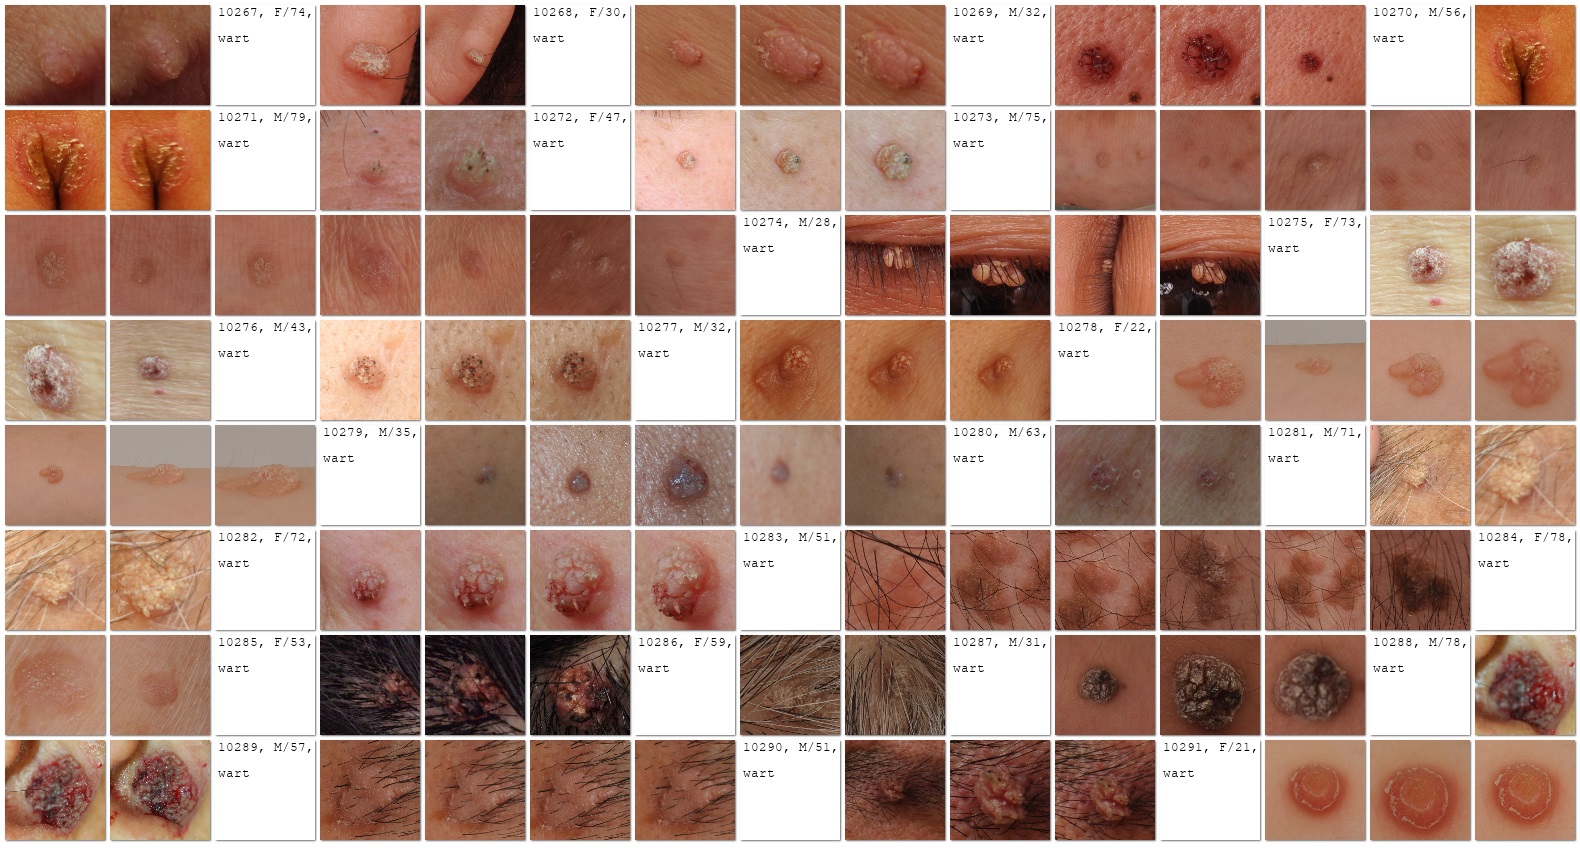 10267, F/74,
wart
10268, F/30,
wart
10269, M/32,
wart
10270, M/56,
wart
10271, M/79,
wart
10272, F/47,
wart
10273, M/75,
wart
10274, M/28,
wart
10275, F/73,
wart
10276, M/43,
wart
10277, M/32,
wart
10278, F/22,
wart
10279, M/35,
wart
10280, M/63,
wart
10281, M/71,
wart
10282, F/72,
wart
10283, M/51,
wart
10284, F/78,
wart
10285, F/53,
wart
10286, F/59,
wart
10287, M/31,
wart
10288, M/78,
wart
10289, M/57,
wart
10290, M/51,
wart
10291, F/21,
wart